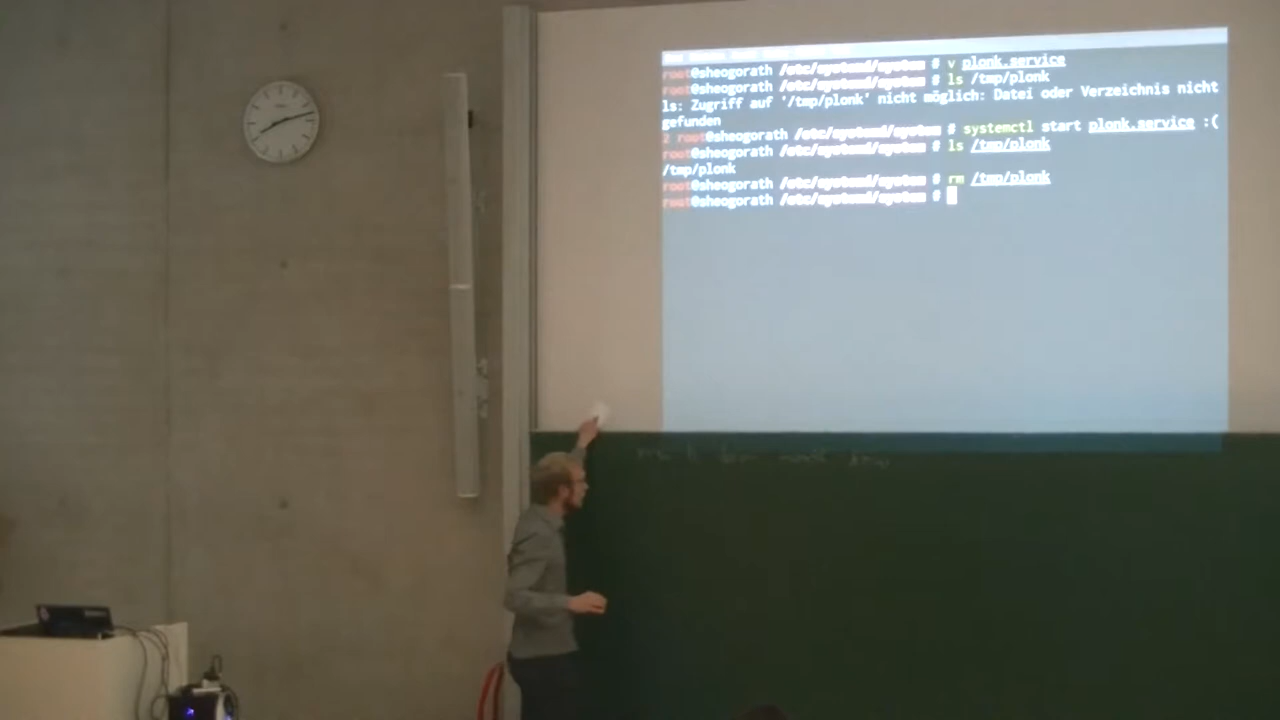 root@sheogorath /etc/systemd/system # v plonk.service
root@sheogorath /etc/systemd/system # ls /tmp/plonk
ls: Zugriff auf '/tmp/plonk' nicht möglich: Datei oder Verzeichnis nicht
gefunden
2 root@sheogorath /etc/systemd/system # systemctl start plonk.service :(
root@sheogorath /etc/systemd/system # ls /tmp/plonk
/tmp/plonk
root@sheogorath /etc/systemd/system # rm /tmp/plonk
root@sheogorath /etc/systemd/system #